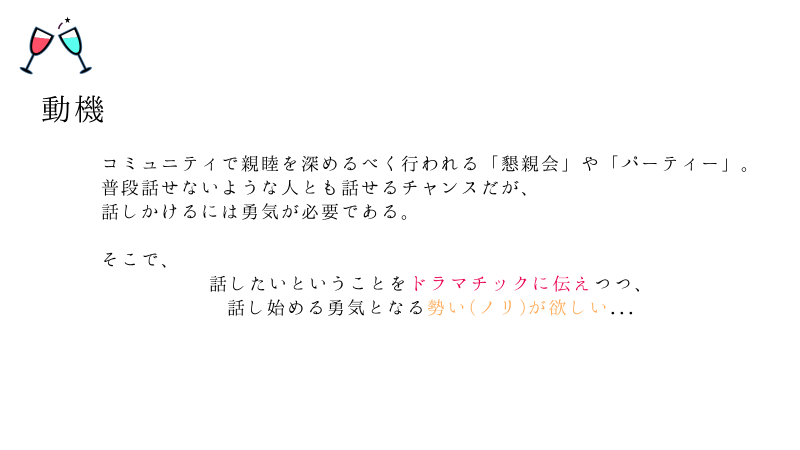 動機
コミュニティで親睦を深めるべく行われる「懇親会」や「パーティー」。
普段話せないような人とも話せるチャンスだが、
話しかけるには勇気が必要である。
そこで、
話したいということをドラマチックに伝えつつ、
話し始める勇気となる勢い(ノリ)が欲しい...